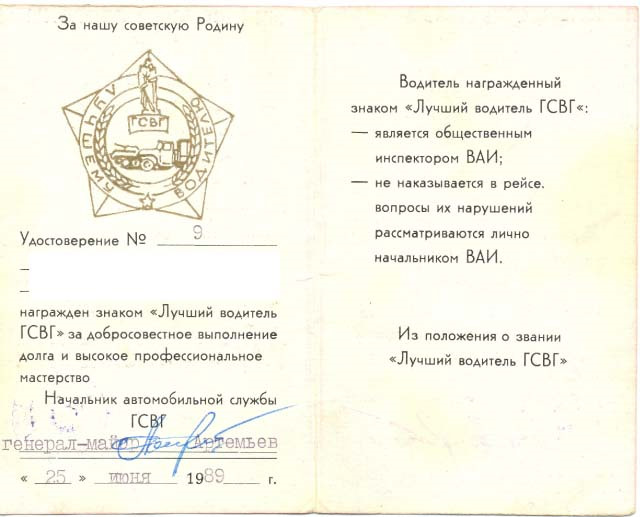 За нашу советскую Родину
ЛУЧШЕМУ ВОДИТЕЛЮ
ГСВГ
Удостоверение № 9
—
—
награжден знаком «Лучший водитель
ГСВГ» за добросовестное выполнение
долга и высокое профессиональное
мастерство
Начальник автомобильной службы
ГСВГ
генерал-майор Артемьев
« 25 » июня 1989 г.
Водитель награжденный
знаком «Лучший водитель ГСВГ«:
— является общественным
инспектором ВАИ;
— не наказывается в рейсе.
вопросы их нарушений
рассматриваются лично
начальником ВАИ.
Из положения о звании
«Лучший водитель ГСВГ»